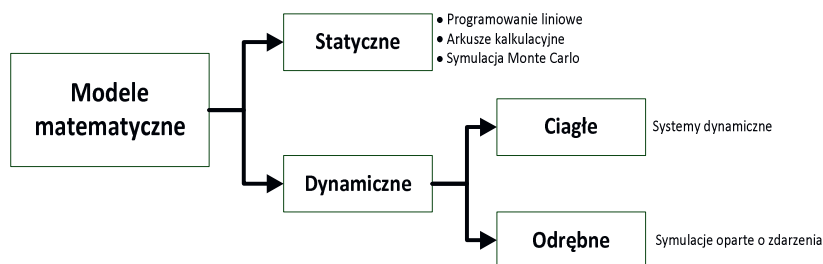 Modele
matematyczne
Statyczne
• Programowanie liniowe
• Arkusze kalkulacyjne
• Symulacja Monte Carlo
Dynamiczne
Ciagłe
Systemy dynamiczne
Odrębne
Symulacje oparte o zdarzenia